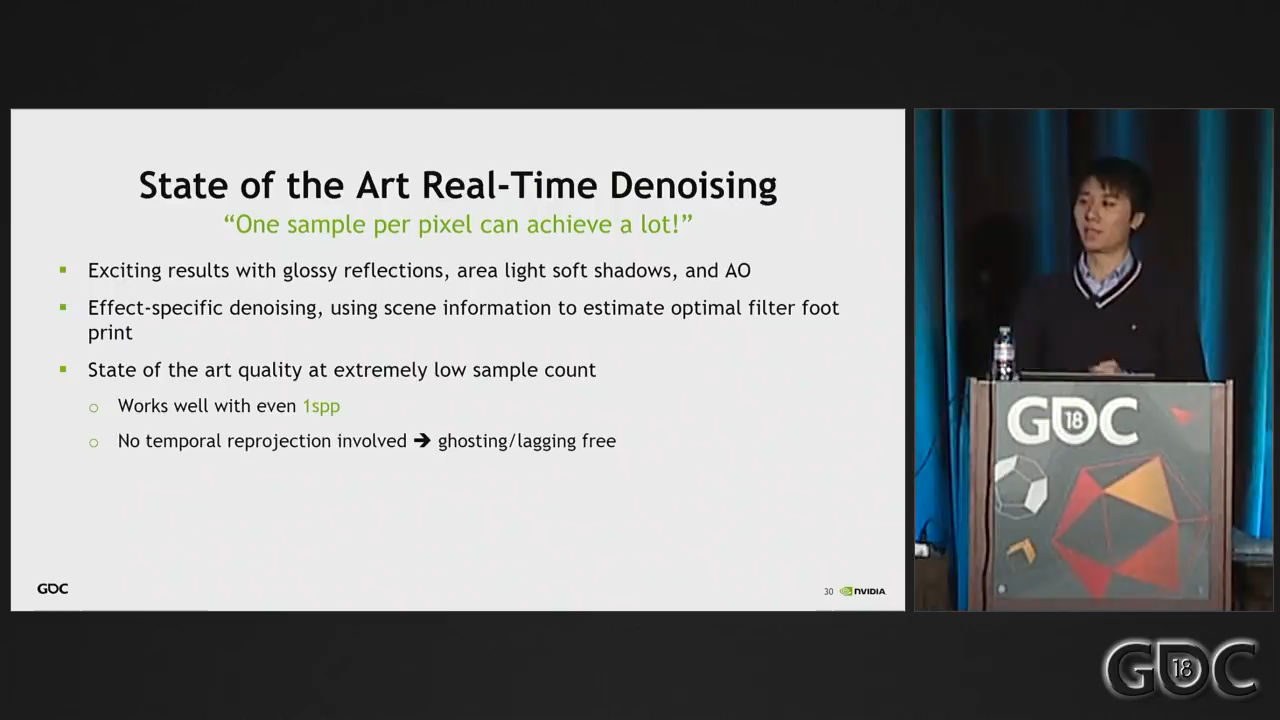 State of the Art Real-Time Denoising
“One sample per pixel can achieve a lot!”
▪ Exciting results with glossy reflections, area light soft shadows, and AO
▪ Effect-specific denoising, using scene information to estimate optimal filter foot
print
▪ State of the art quality at extremely low sample count
o Works well with even 1spp
o No temporal reprojection involved ➔ ghosting/lagging free
GDC
30 NVIDIA
GDC 18
GDC 18